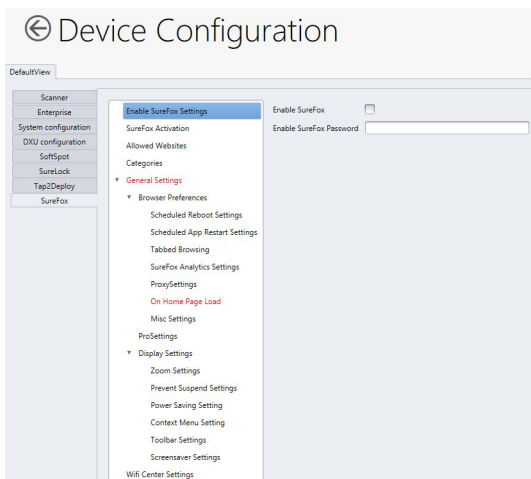 Device Configuration
DefaultView
Scanner
Enterprise
System configuration
DXU configuration
SoftSpot
SureLock
Tap2Deploy
SureFox
Enable SureFox Settings
SureFox Activation
Allowed Websites
Categories
General Settings
Browser Preferences
Scheduled Reboot Settings
Scheduled App Restart Settings
Tabbed Browsing
SureFox Analytics Settings
ProxySettings
On Home Page Load
Misc Settings
ProSettings
Display Settings
Zoom Settings
Prevent Suspend Settings
Power Saving Setting
Context Menu Setting
Toolbar Settings
Screensaver Settings
Wifi Center Settings
Enable SureFox
Enable SureFox Password